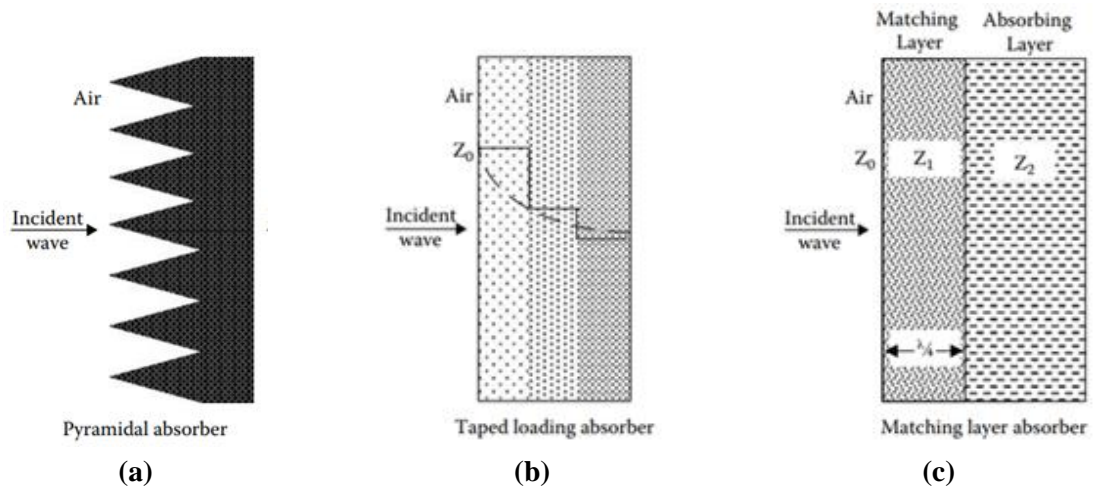 Air
Incident
wave
Pyramidal absorber
(a)
Air
Z₀
Incident
wave
Taped loading absorber
(b)
Matching
Layer
Absorbing
Layer
Air
Z₀
Z₁
Z₂
Incident
wave
λ/4
Matching layer absorber
(c)